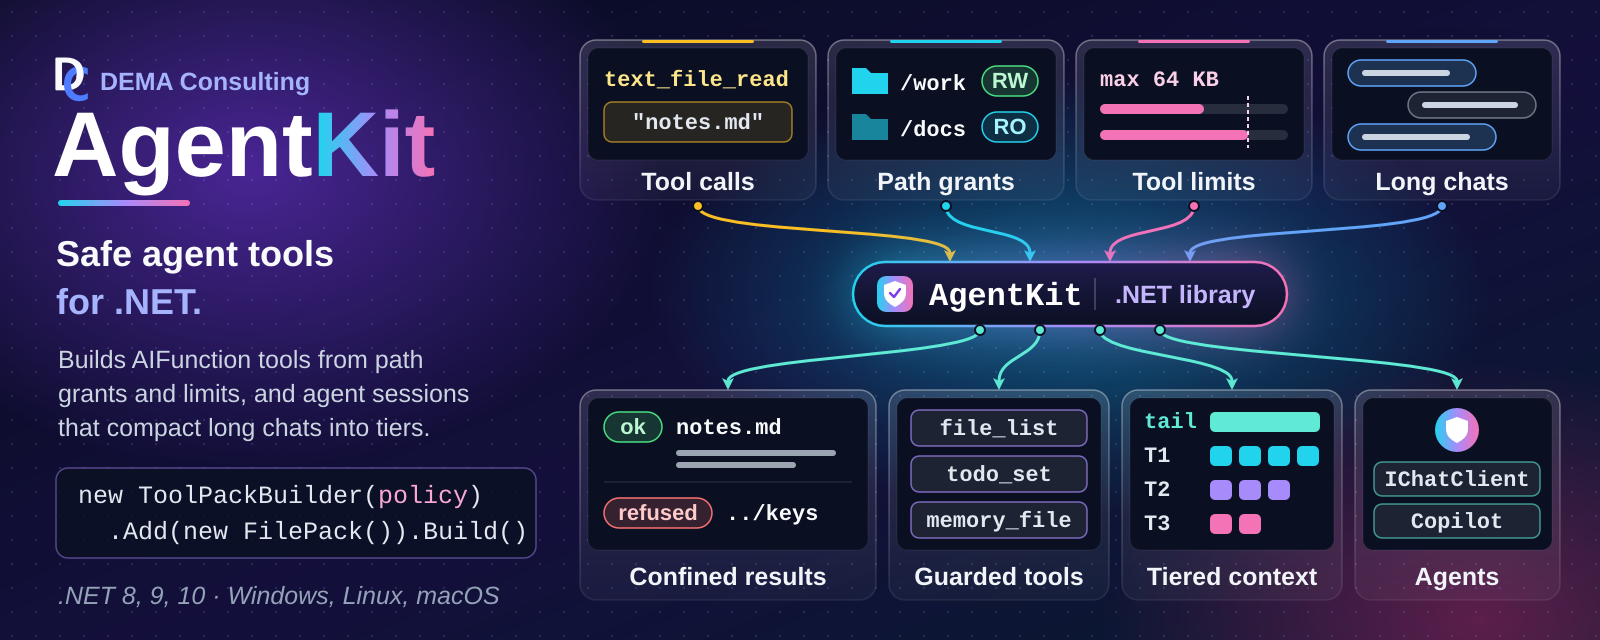 DC DEMA Consulting
AgentKit
Safe agent tools
for .NET.
Builds AIFunction tools from path
grants and limits, and agent sessions
that compact long chats into tiers.
new ToolPackBuilder(policy)
.Add(new FilePack()).Build()
.NET 8, 9, 10 · Windows, Linux, macOS
text_file_read
"notes.md"
Tool calls
/work RW
/docs RO
Path grants
max 64 KB
Tool limits
Long chats
AgentKit .NET library
ok notes.md
refused ../keys
Confined results
file_list
todo_set
memory_file
Guarded tools
tail
T1
T2
T3
Tiered context
IChatClient
Copilot
Agents